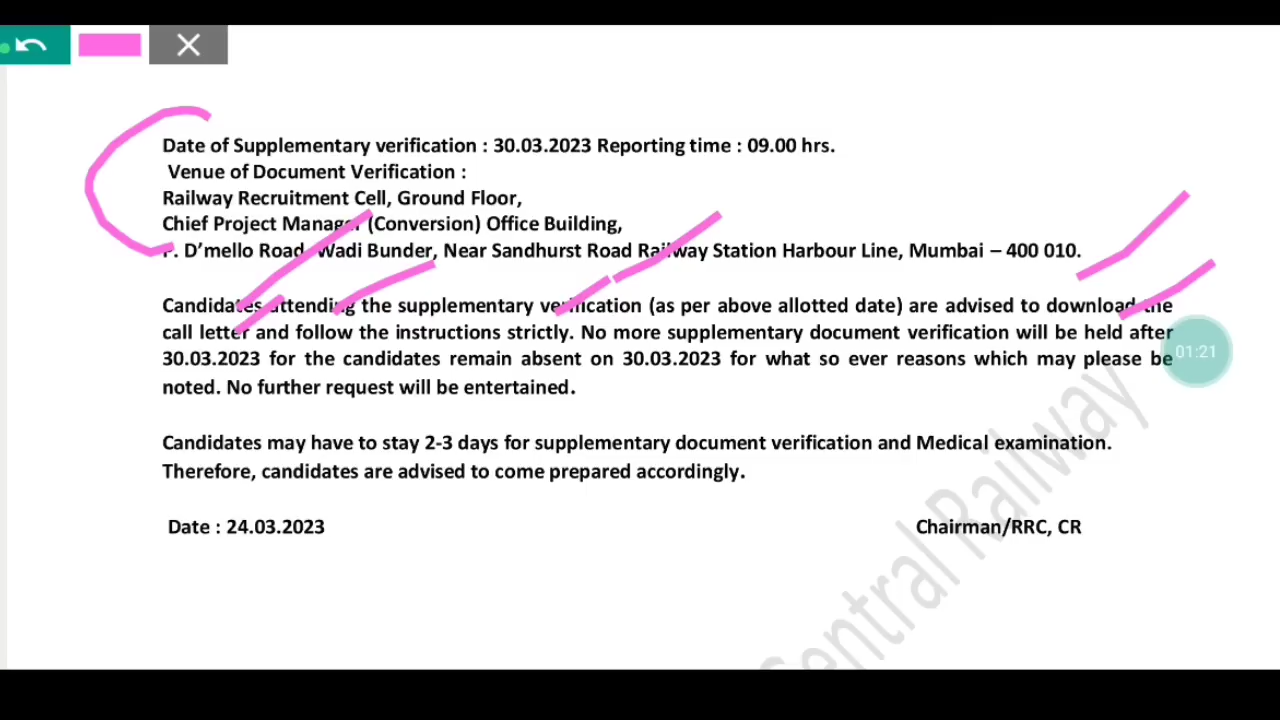 Date of Supplementary verification : 30.03.2023 Reporting time : 09.00 hrs.
Venue of Document Verification :
Railway Recruitment Cell, Ground Floor,
Chief Project Manager (Conversion) Office Building,
P. D’mello Road, Wadi Bunder, Near Sandhurst Road Railway Station Harbour Line, Mumbai – 400 010.
Candidates attending the supplementary verification (as per above allotted date) are advised to download the
call letter and follow the instructions strictly. No more supplementary document verification will be held after
30.03.2023 for the candidates remain absent on 30.03.2023 for what so ever reasons which may please be
noted. No further request will be entertained.
01:21
Candidates may have to stay 2-3 days for supplementary document verification and Medical examination.
Therefore, candidates are advised to come prepared accordingly.
Date : 24.03.2023 Chairman/RRC, CR
Central Railway